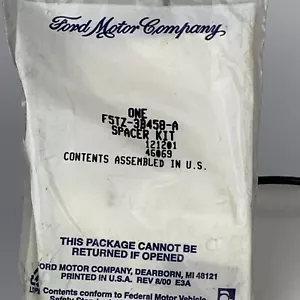 Ford Motor Company
ONE
F5TZ-3B458-A
SPACER KIT
121201
46069
CONTENTS ASSEMBLED IN U.S.
THIS PACKAGE CANNOT BE
RETURNED IF OPENED
ORD MOTOR COMPANY, DEARBORN, MI 48121
PRINTED IN U.S.A. REV 8/00 E3A
Contents conform to Federal Motor Vehicle